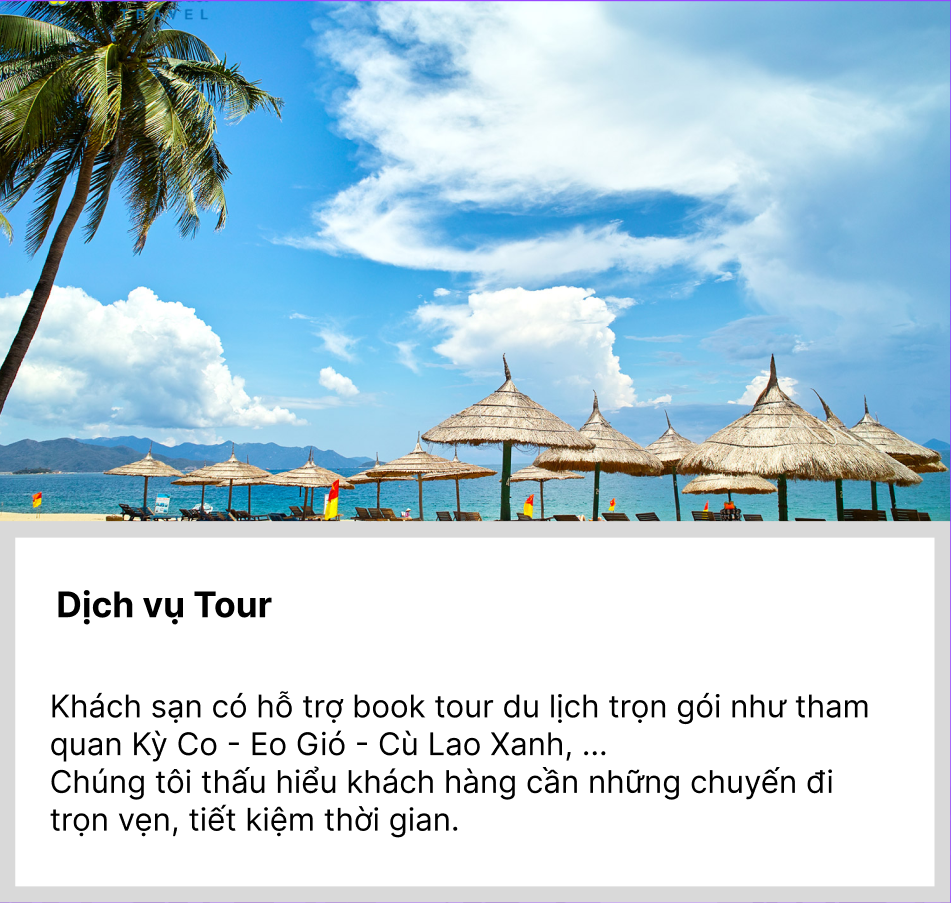 Dịch vụ Tour
Khách sạn có hỗ trợ book tour du lịch trọn gói như tham
quan Kỳ Co - Eo Gió - Cù Lao Xanh, ...
Chúng tôi thấu hiểu khách hàng cần những chuyến đi
trọn vẹn, tiết kiệm thời gian.